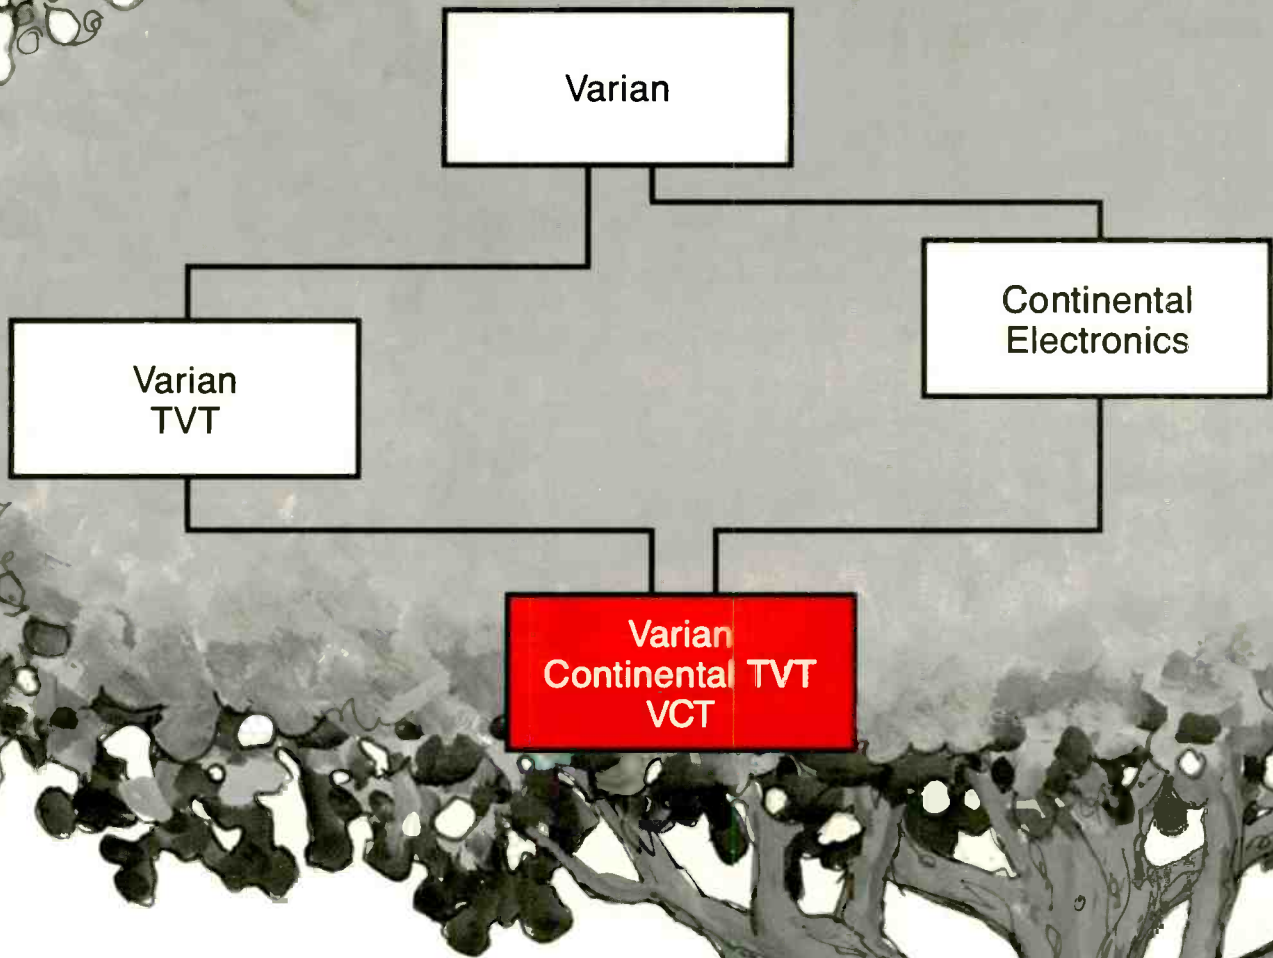 Varian
Continental
Electronics
Varian
TVT
Varian
Continental TVT
VCT